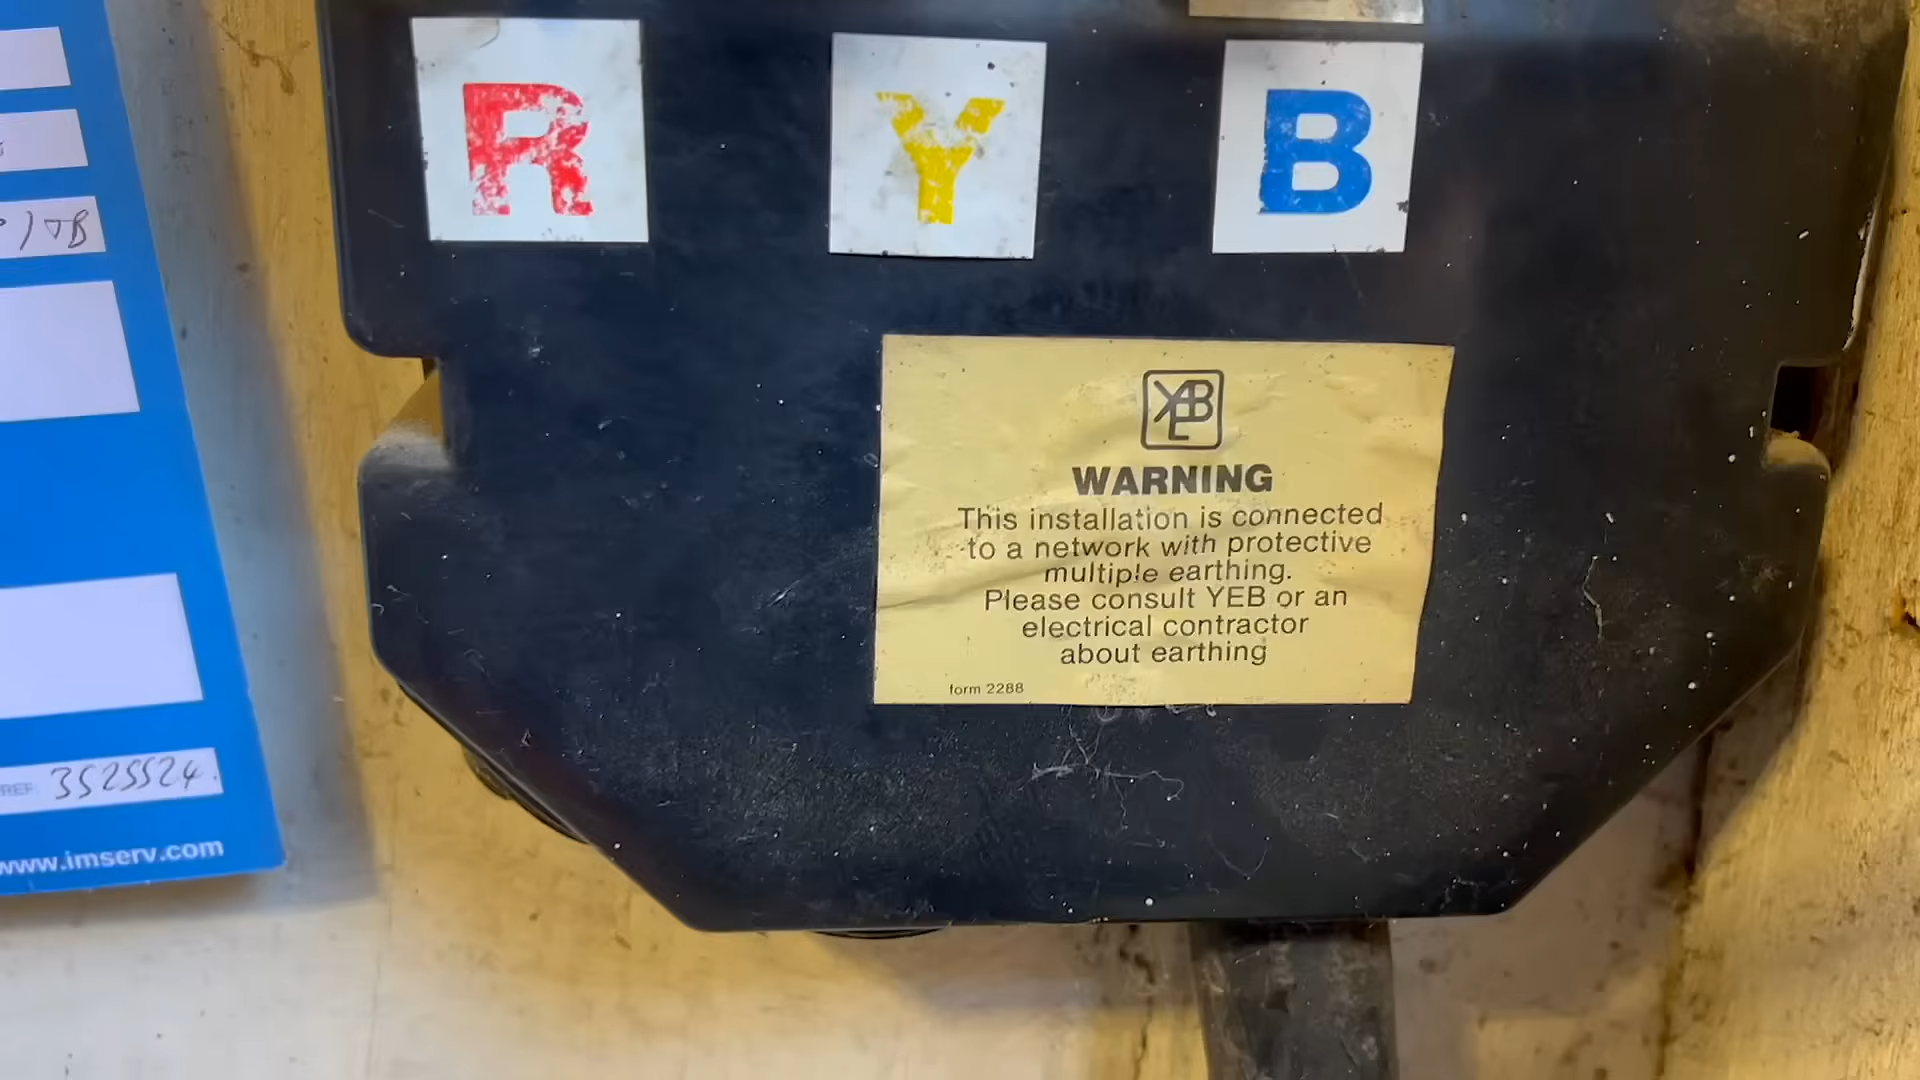 R Y B
YEB
WARNING
This installation is connected
to a network with protective
multiple earthing.
Please consult YEB or an
electrical contractor
about earthing
form 2288
REF: 3525524.
www.imserv.com